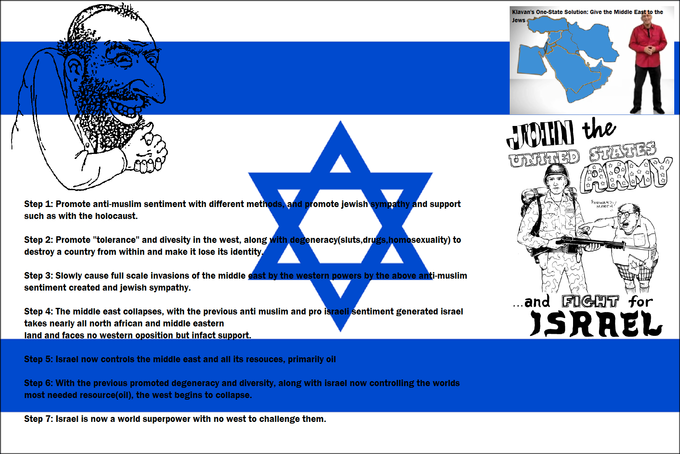 Klavan's One-State Solution: Give the Middle East to the
Jews
JOIN the
UNITED STATES
ARMY
...and FIGHT for
ISRAEL
Step 1: Promote anti-muslim sentiment with different methods, and promote jewish sympathy and support
such as with the holocaust.
Step 2: Promote "tolerance" and divesity in the west, along with degeneracy(sluts,drugs,homosexuality) to
destroy a country from within and make it lose its identity.
Step 3: Slowly cause full scale invasions of the middle east by the western powers by the above anti-muslim
sentiment created and jewish sympathy.
Step 4: The middle east collapses, with the previous anti muslim and pro israeli sentiment generated israel
takes nearly all north african and middle eastern
land and faces no western oposition but infact support.
Step 5: Israel now controls the middle east and all its resouces, primarily oil
Step 6: With the previous promoted degeneracy and diversity, along with israel now controlling the worlds
most needed resource(oil), the west begins to collapse.
Step 7: Israel is now a world superpower with no west to challenge them.